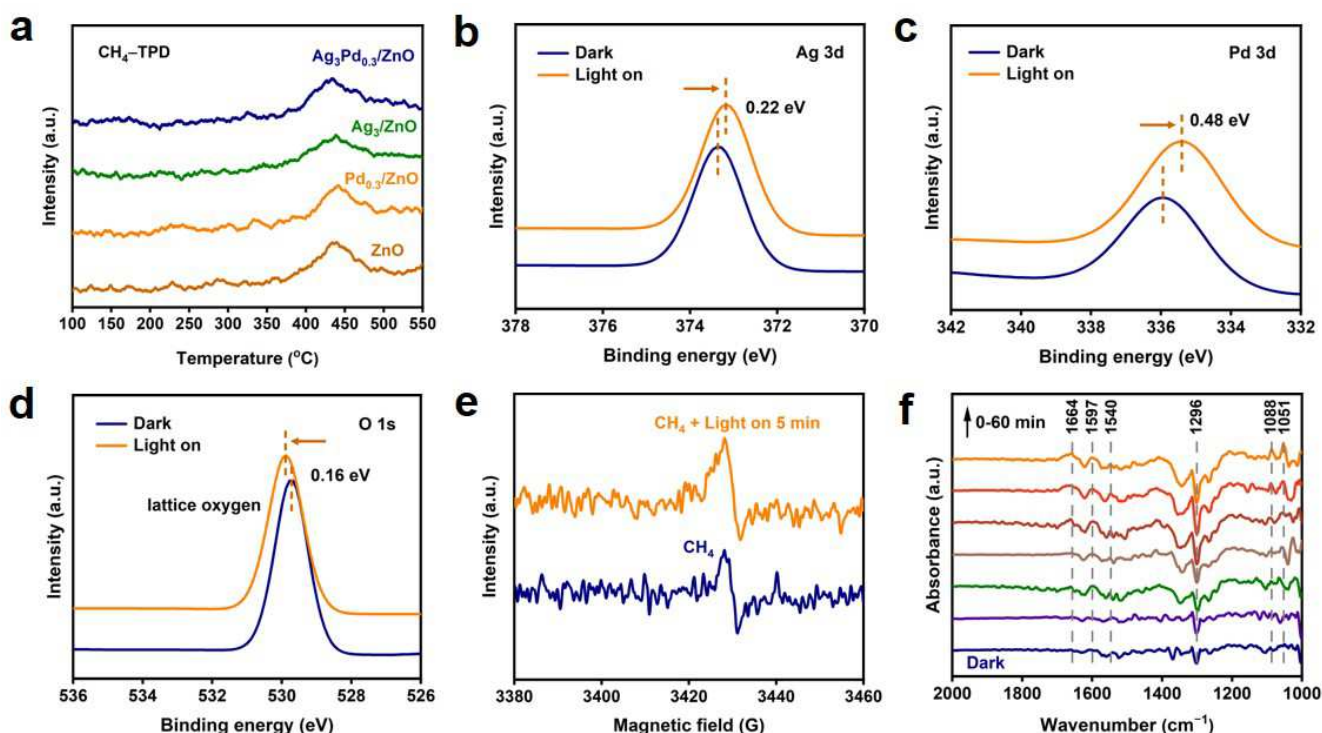 a
CH₄–TPD
Ag₃Pd₀.₃/ZnO
Ag₃/ZnO
Pd₀.₃/ZnO
ZnO
Intensity (a.u.)
100 150 200 250 300 350 400 450 500 550
Temperature (°C)
b
Dark
Light on
Ag 3d
0.22 eV
Intensity (a.u.)
378 376 374 372 370
Binding energy (eV)
c
Dark
Light on
Pd 3d
0.48 eV
Intensity (a.u.)
342 340 338 336 334 332
Binding energy (eV)
d
Dark
Light on
O 1s
0.16 eV
lattice oxygen
Intensity (a.u.)
536 534 532 530 528 526
Binding energy (eV)
e
CH₄ + Light on 5 min
CH₄
Intensity (a.u.)
3380 3400 3420 3440 3460
Magnetic field (G)
f
0-60 min
1664 1597 1540 1296 1088 1051
Dark
Absorbance (a.u.)
2000 1800 1600 1400 1200 1000
Wavenumber (cm⁻¹)